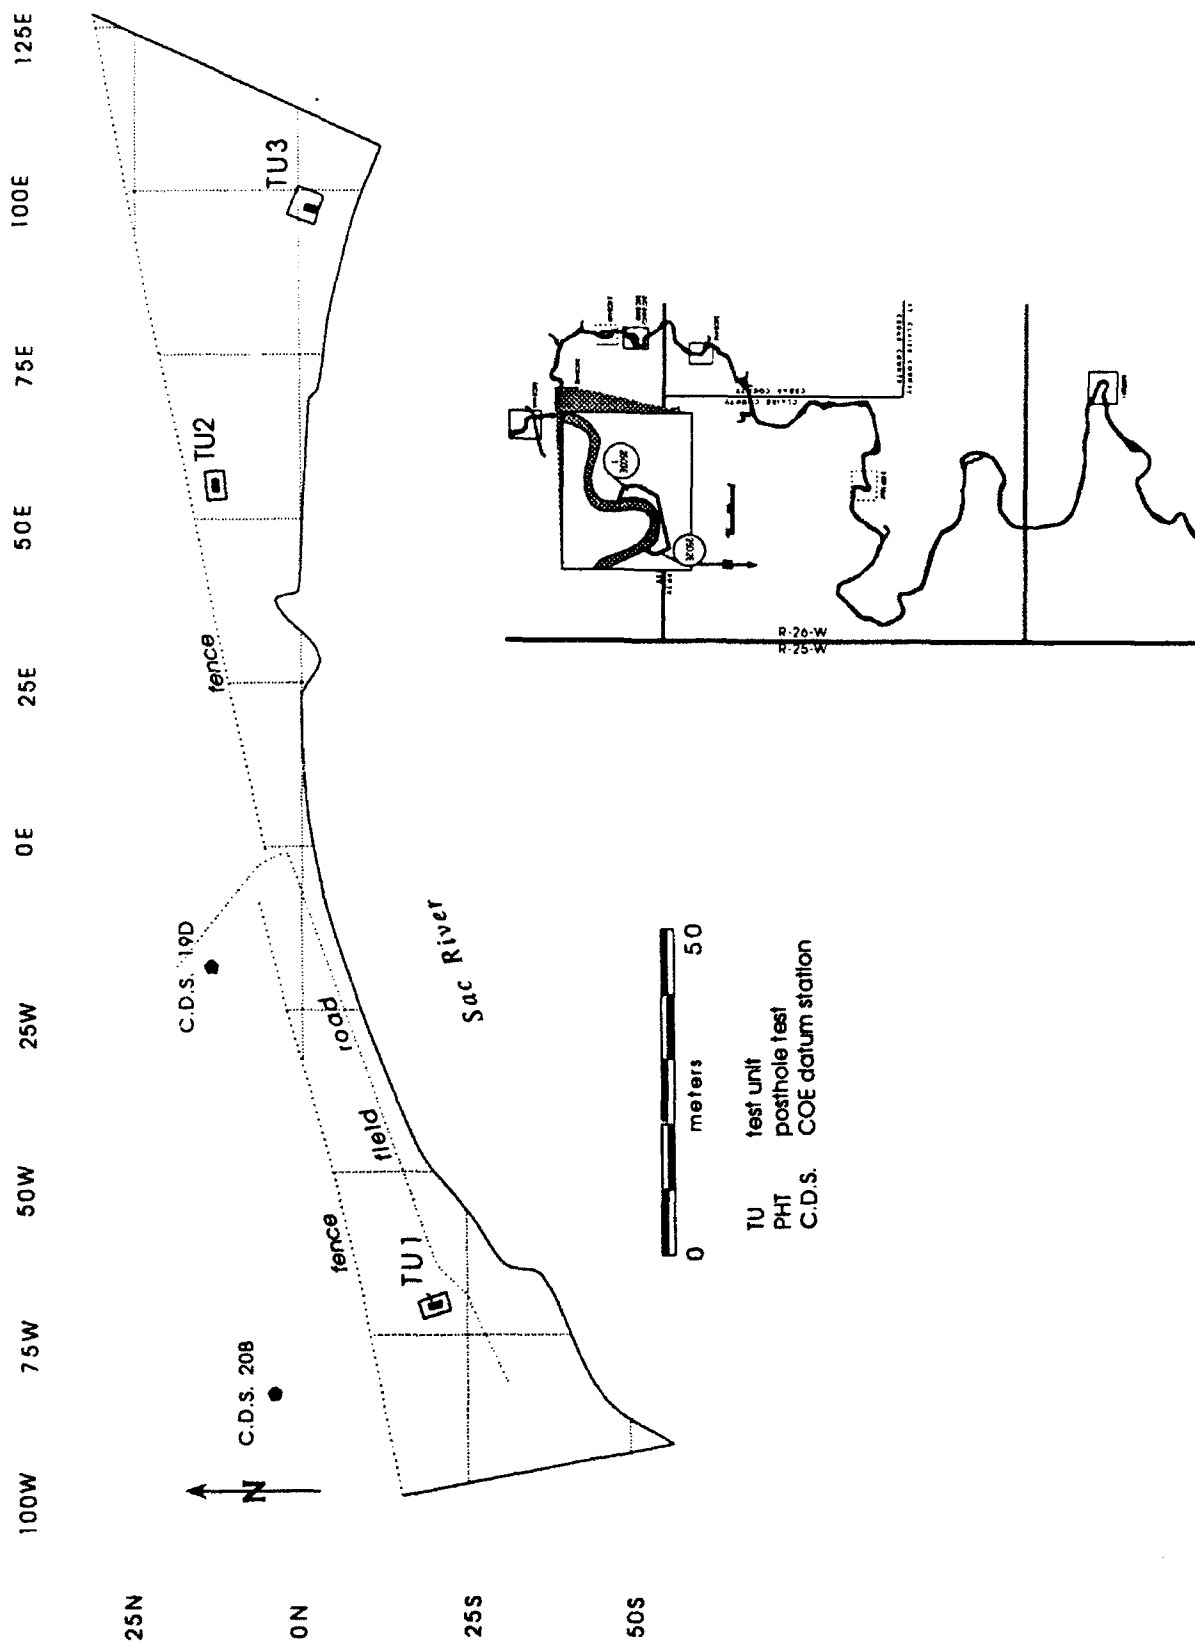 100W
75W
50W
25W
0E
25E
50E
75E
100E
125E
25N
0N
25S
50S
N
C.D.S. 20B
C.D.S. 19D
fence
fence
field
road
TU1
TU2
TU3
Sac River
0
meters
50
TU test unit
PHT posthole test
C.D.S. COE datum station
R-26-W
R-25-W